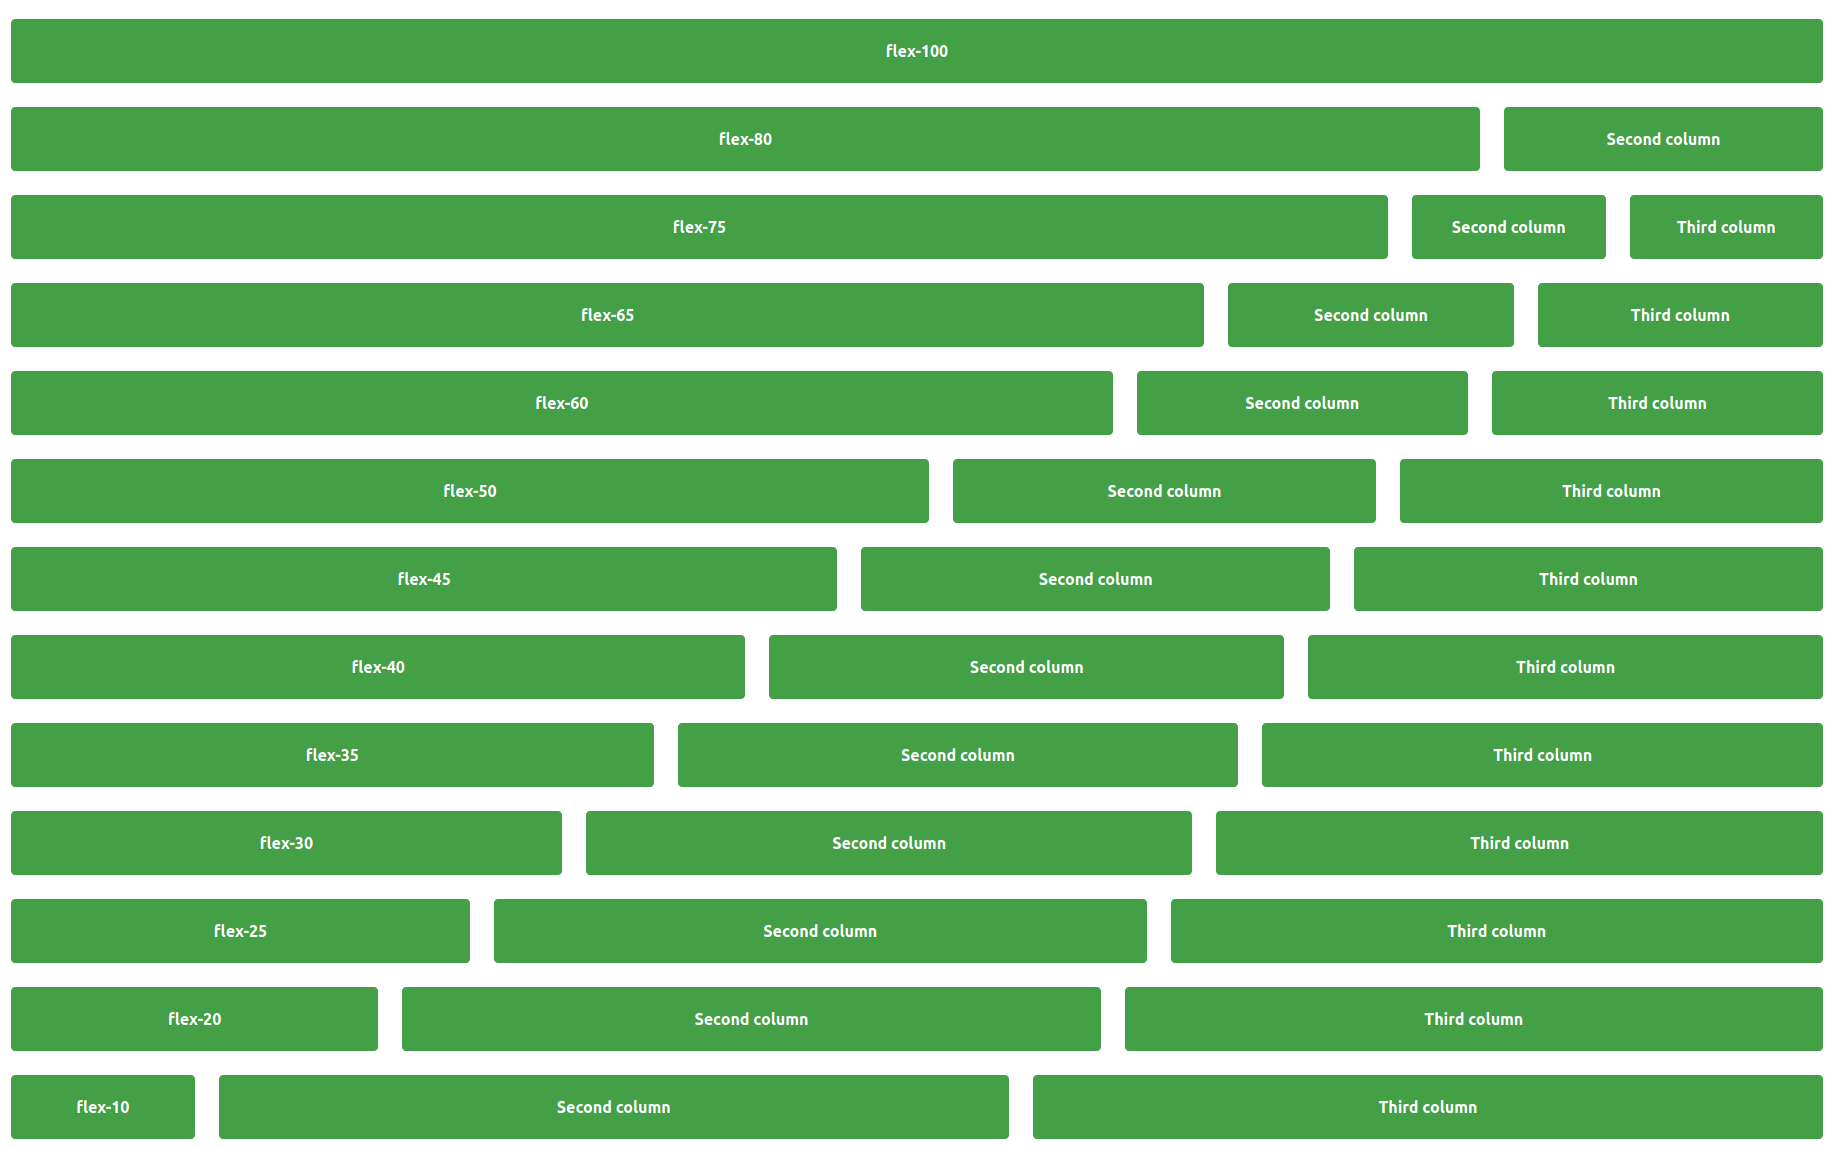 flex-100
flex-80 Second column
flex-75 Second column Third column
flex-65 Second column Third column
flex-60 Second column Third column
flex-50 Second column Third column
flex-45 Second column Third column
flex-40 Second column Third column
flex-35 Second column Third column
flex-30 Second column Third column
flex-25 Second column Third column
flex-20 Second column Third column
flex-10 Second column Third column